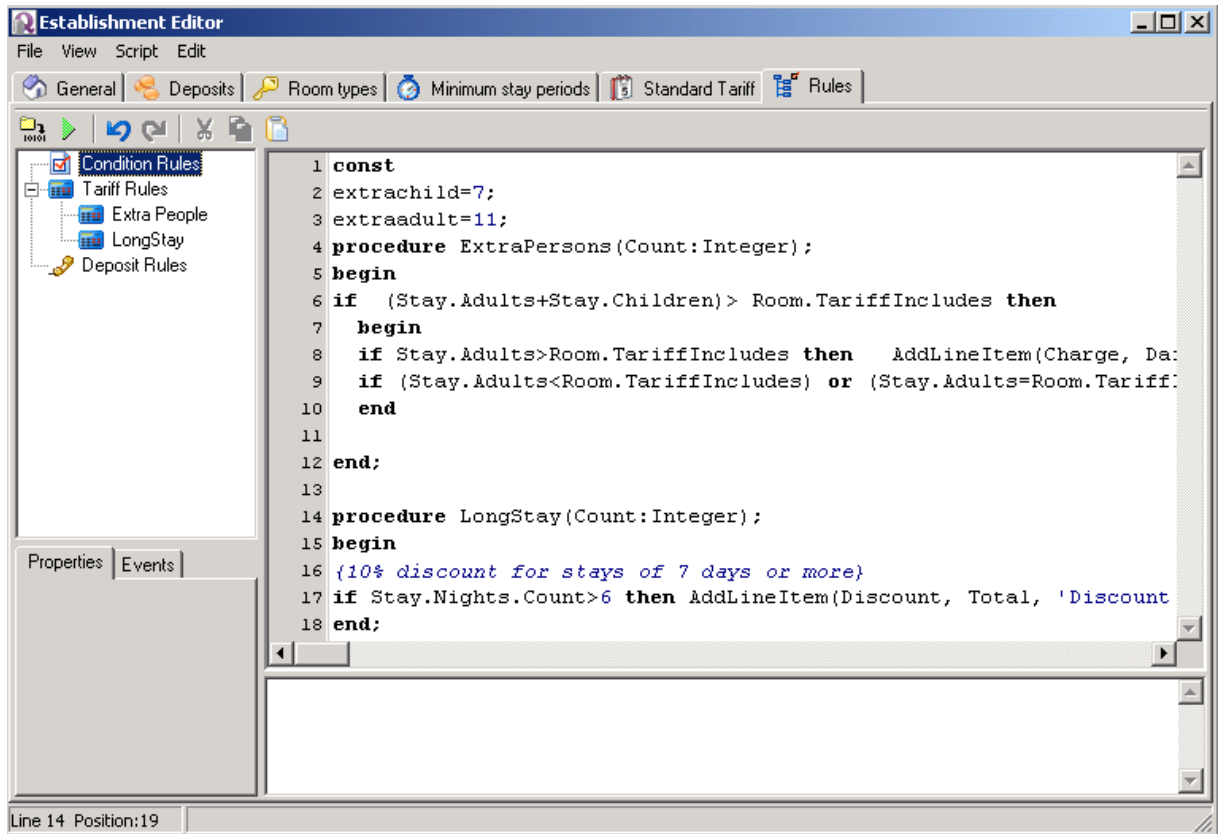 Establishment Editor
File View Script Edit
General Deposits Room types Minimum stay periods Standard Tariff Rules
Condition Rules
Tariff Rules
Extra People
LongStay
Deposit Rules
1 const
2 extrachild=7;
3 extraadult=11;
4 procedure ExtraPersons(Count:Integer);
5 begin
6 if (Stay.Adults+Stay.Children)> Room.TariffIncludes then
7 begin
8 if Stay.Adults>Room.TariffIncludes then AddLineItem(Charge, Da
9 if (Stay.Adults<Room.TariffIncludes) or (Stay.Adults=Room.TariffI
10 end
11
12 end;
13
14 procedure LongStay(Count:Integer);
15 begin
16 {10% discount for stays of 7 days or more}
17 if Stay.Nights.Count>6 then AddLineItem(Discount, Total, 'Discount
18 end;
Properties Events
Line 14 Position:19